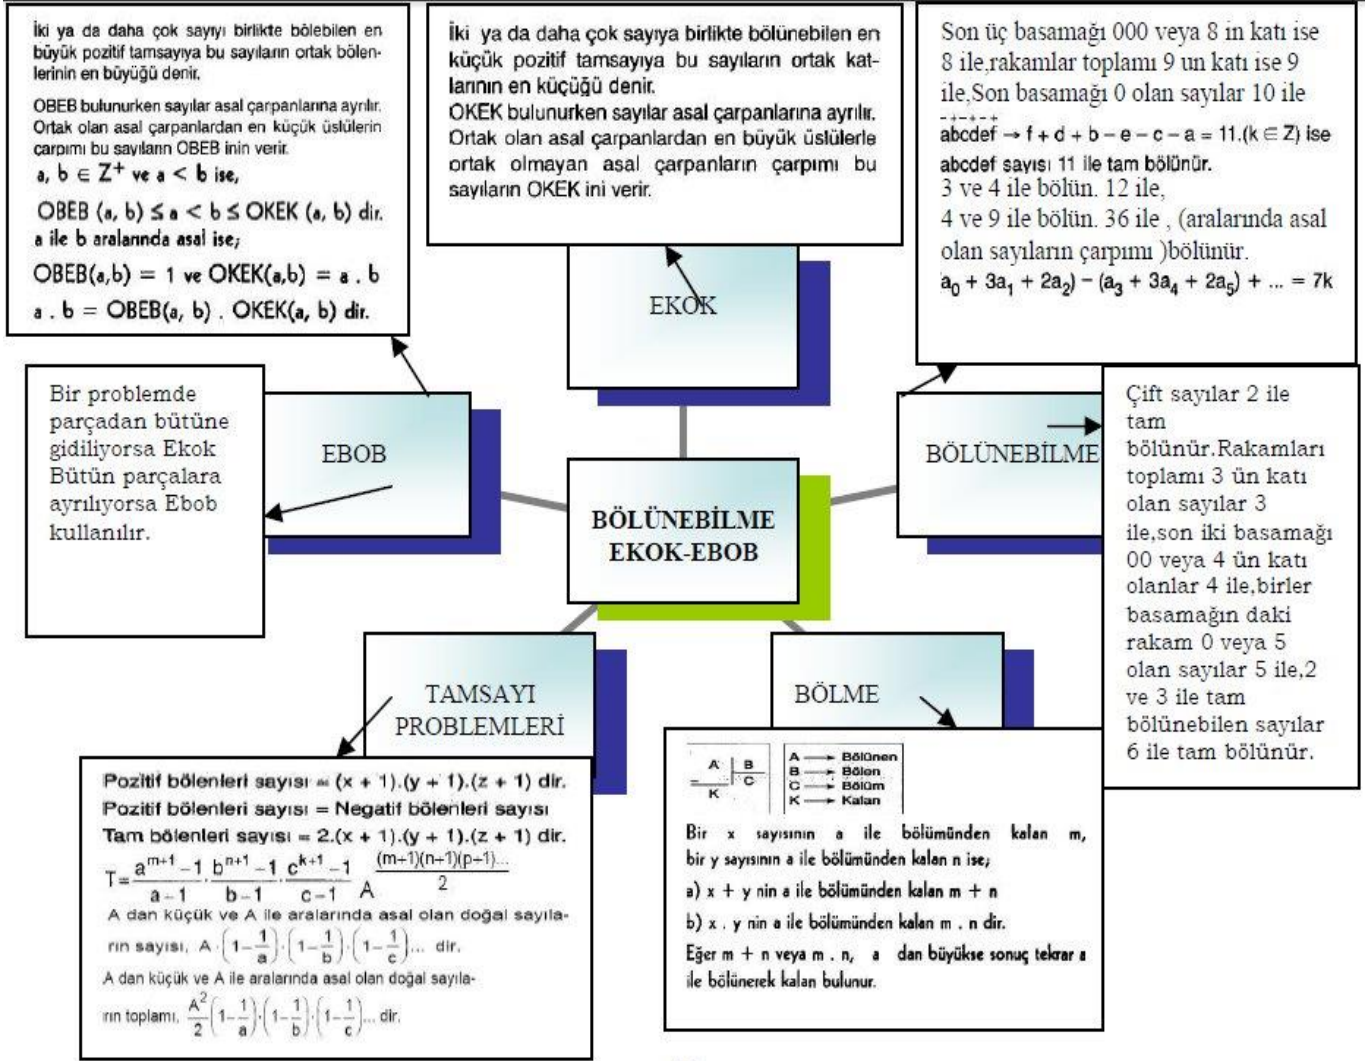 İki ya da daha çok sayıyı birlikte bölebilen en
büyük pozitif tamsayıya bu sayıların ortak bölen-
lerinin en büyüğü denir.
OBEB bulunurken sayılar asal çarpanlarına ayrılır.
Ortak olan asal çarpanlardan en küçük üslülerin
çarpımı bu sayıların OBEB inin verir.
a, b ∈ Z⁺ ve a < b ise,
OBEB (a, b) ≤ a < b ≤ OKEK (a, b) dir.
a ile b aralarında asal ise;
OBEB(a,b) = 1 ve OKEK(a,b) = a . b
a . b = OBEB(a, b) . OKEK(a, b) dir.
İki ya da daha çok sayıya birlikte bölünebilen en
küçük pozitif tamsayıya bu sayıların ortak kat-
larının en küçüğü denir.
OKEK bulunurken sayılar asal çarpanlarına ayrılır.
Ortak olan asal çarpanlardan en büyük üslülerle
ortak olmayan asal çarpanların çarpımı bu
sayıların OKEK ini verir.
Son üç basamağı 000 veya 8 in katı ise
8 ile,rakamlar toplamı 9 un katı ise 9
ile,Son basamağı 0 olan sayılar 10 ile
- + - + - +
abcdef → f + d + b − e − c − a = 11.(k ∈ Z) ise
abcdef sayısı 11 ile tam bölünür.
3 ve 4 ile bölün. 12 ile,
4 ve 9 ile bölün. 36 ile , (aralarında asal
olan sayıların çarpımı )bölünür.
a₀ + 3a₁ + 2a₂) − (a₃ + 3a₄ + 2a₅) + ... = 7k
EKOK
Bir problemde
parçadan bütüne
gidiliyorsa Ekok
Bütün parçalara
ayrılıyorsa Ebob
kullanılır.
EBOB
BÖLÜNEBİLME
EKOK-EBOB
BÖLÜNEBİLME
Çift sayılar 2 ile
tam
bölünür.Rakamları
toplamı 3 ün katı
olan sayılar 3
ile,son iki basamağı
00 veya 4 ün katı
olanlar 4 ile,birler
basamağın daki
rakam 0 veya 5
olan sayılar 5 ile,2
ve 3 ile tam
bölünebilen sayılar
6 ile tam bölünür.
TAMSAYI
PROBLEMLERİ
BÖLME
Pozitif bölenleri sayısı = (x + 1).(y + 1).(z + 1) dir.
Pozitif bölenleri sayısı = Negatif bölenleri sayısı
Tam bölenleri sayısı = 2.(x + 1).(y + 1).(z + 1) dir.
T = (a^(m+1) − 1)/(a − 1) . (b^(n+1) − 1)/(b − 1) . (c^(k+1) − 1)/(c − 1) A^((m+1)(n+1)(p+1)... / 2)
A dan küçük ve A ile aralarında asal olan doğal sayıla-
rın sayısı, A . (1 − 1/a) . (1 − 1/b) . (1 − 1/c)... dir.
A dan küçük ve A ile aralarında asal olan doğal sayıla-
rın toplamı, A²/2 (1 − 1/a) . (1 − 1/b) . (1 − 1/c)... dir.
A B
C
K
A → Bölünen
B → Bölen
C → Bölüm
K → Kalan
Bir x sayısının a ile bölümünden kalan m,
bir y sayısının a ile bölümünden kalan n ise;
a) x + y nin a ile bölümünden kalan m + n
b) x . y nin a ile bölümünden kalan m . n dir.
Eğer m + n veya m . n, a dan büyükse sonuç tekrar a
ile bölünerek kalan bulunur.